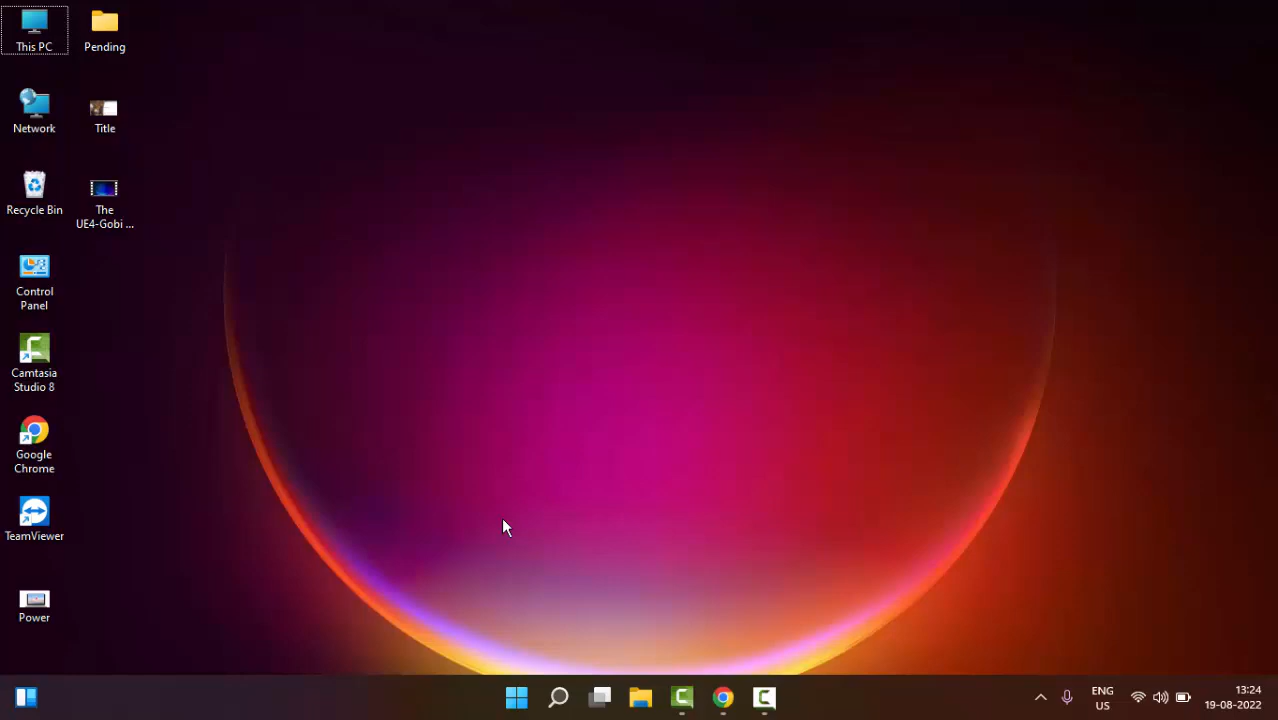 This PC
Pending
Network
Title
Recycle Bin
The
UE4-Gobi ...
Control
Panel
Camtasia
Studio 8
Google
Chrome
TeamViewer
Power
ENG
US
13:24
19-08-2022